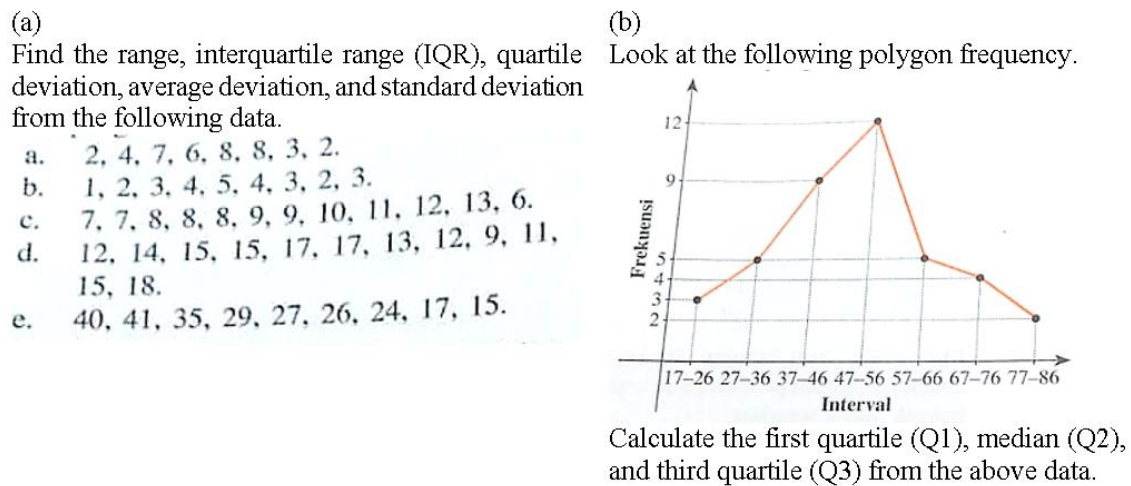 (a)
Find the range, interquartile range (IQR), quartile
deviation, average deviation, and standard deviation
from the following data.
a. 2, 4, 7, 6, 8, 8, 3, 2.
b. 1, 2, 3, 4, 5, 4, 3, 2, 3.
c. 7, 7, 8, 8, 8, 9, 9, 10, 11, 12, 13, 6.
d. 12, 14, 15, 15, 17, 17, 13, 12, 9, 11,
15, 18.
e. 40, 41, 35, 29, 27, 26, 24, 17, 15.
(b)
Look at the following polygon frequency.
12
9
5
4
3
2
Frekuensi
17–26 27–36 37–46 47–56 57–66 67–76 77–86
Interval
Calculate the first quartile (Q1), median (Q2),
and third quartile (Q3) from the above data.